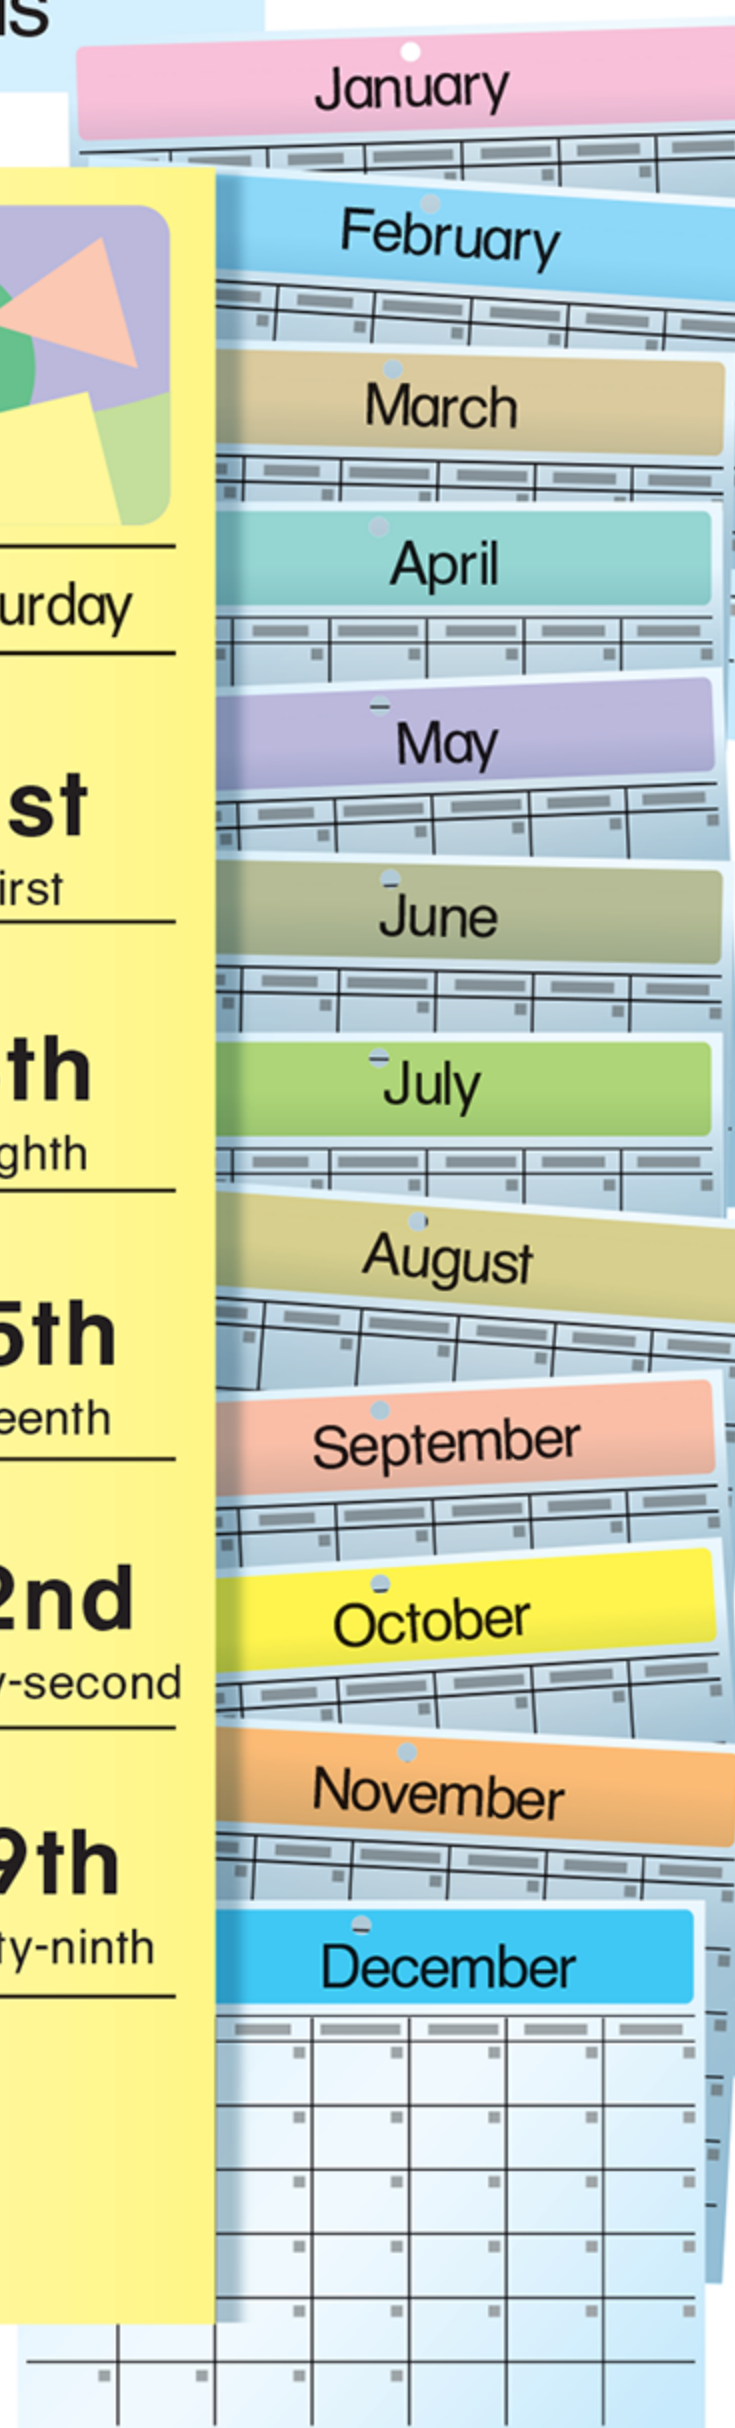 is
January
February
March
April
May
June
July
August
September
October
November
December
urday
st
irst
th
ghth
5th
eenth
2nd
y-second
9th
ty-ninth